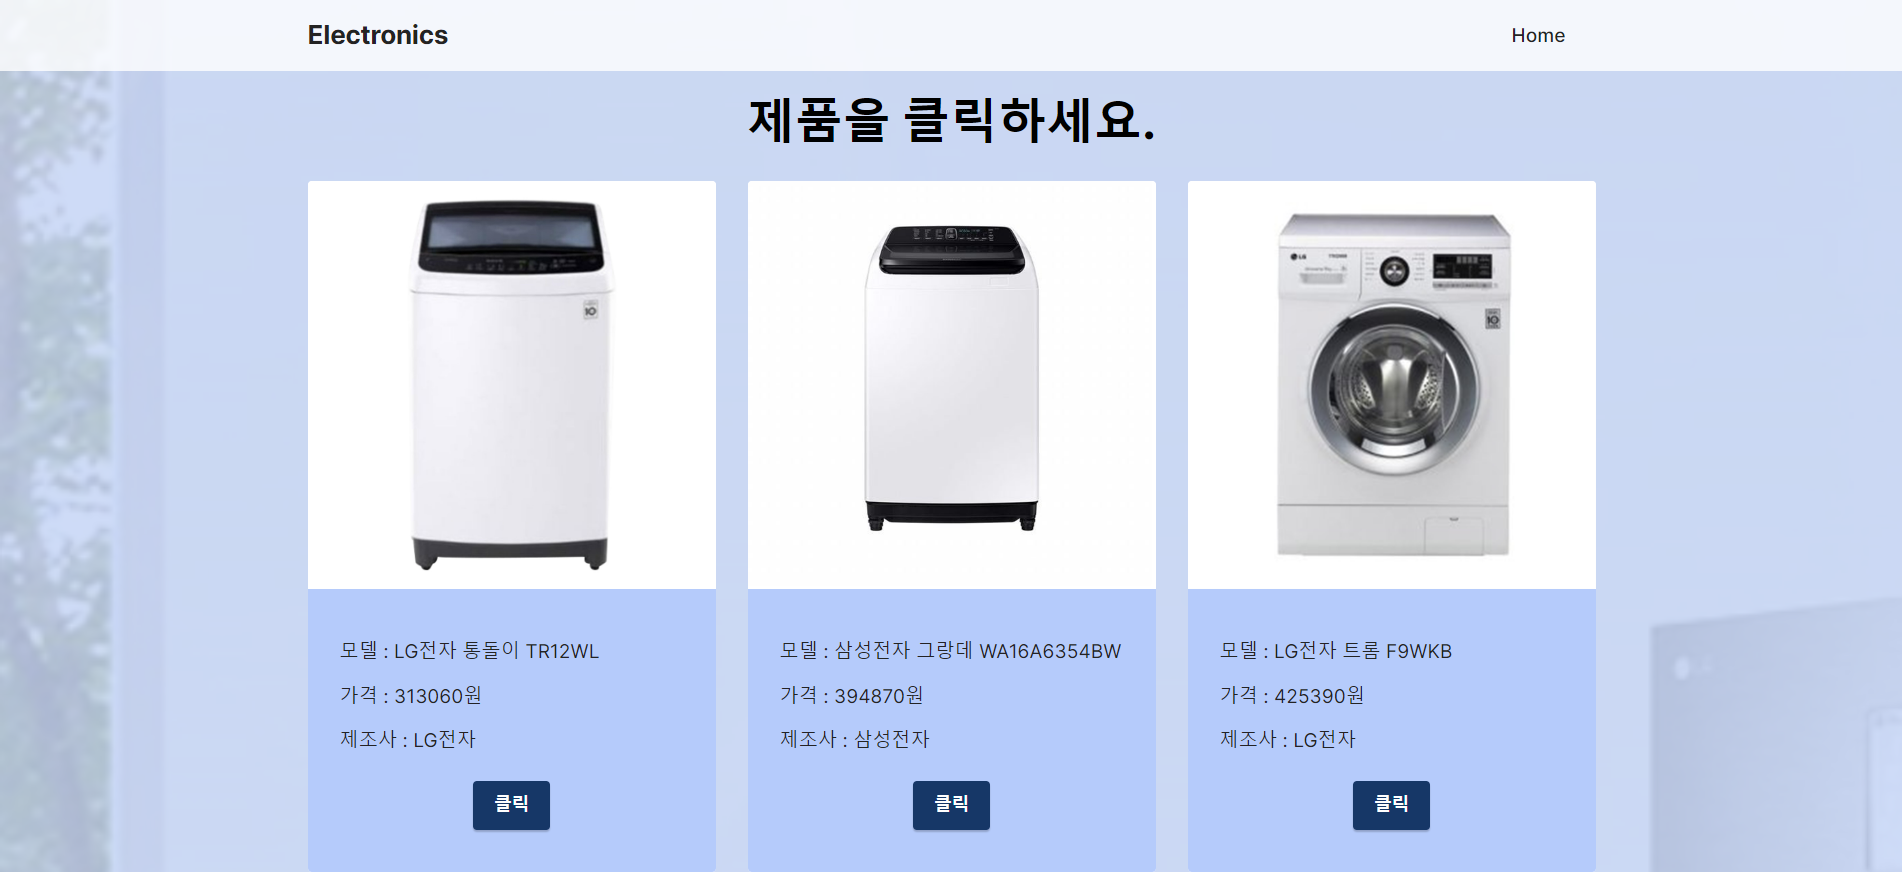 Electronics
Home
제품을 클릭하세요.
LG
10
10
모델 : LG전자 통돌이 TR12WL
모델 : 삼성전자 그랑데 WA16A6354BW
모델 : LG전자 트롬 F9WKB
가격 : 313060원
가격 : 394870원
가격 : 425390원
제조사 : LG전자
제조사 : 삼성전자
제조사 : LG전자
클릭
클릭
클릭